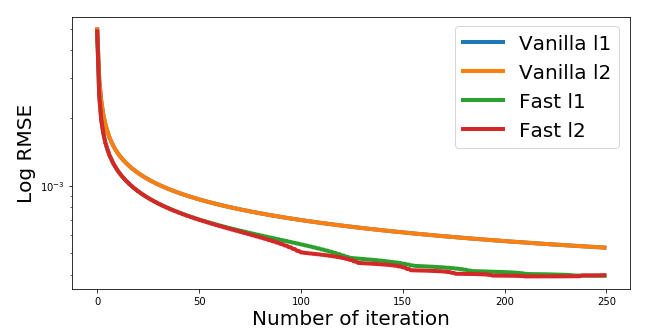 Vanilla l1
Vanilla l2
Fast l1
Fast l2
Log RMSE
10⁻³
0 50 100 150 200 250
Number of iteration